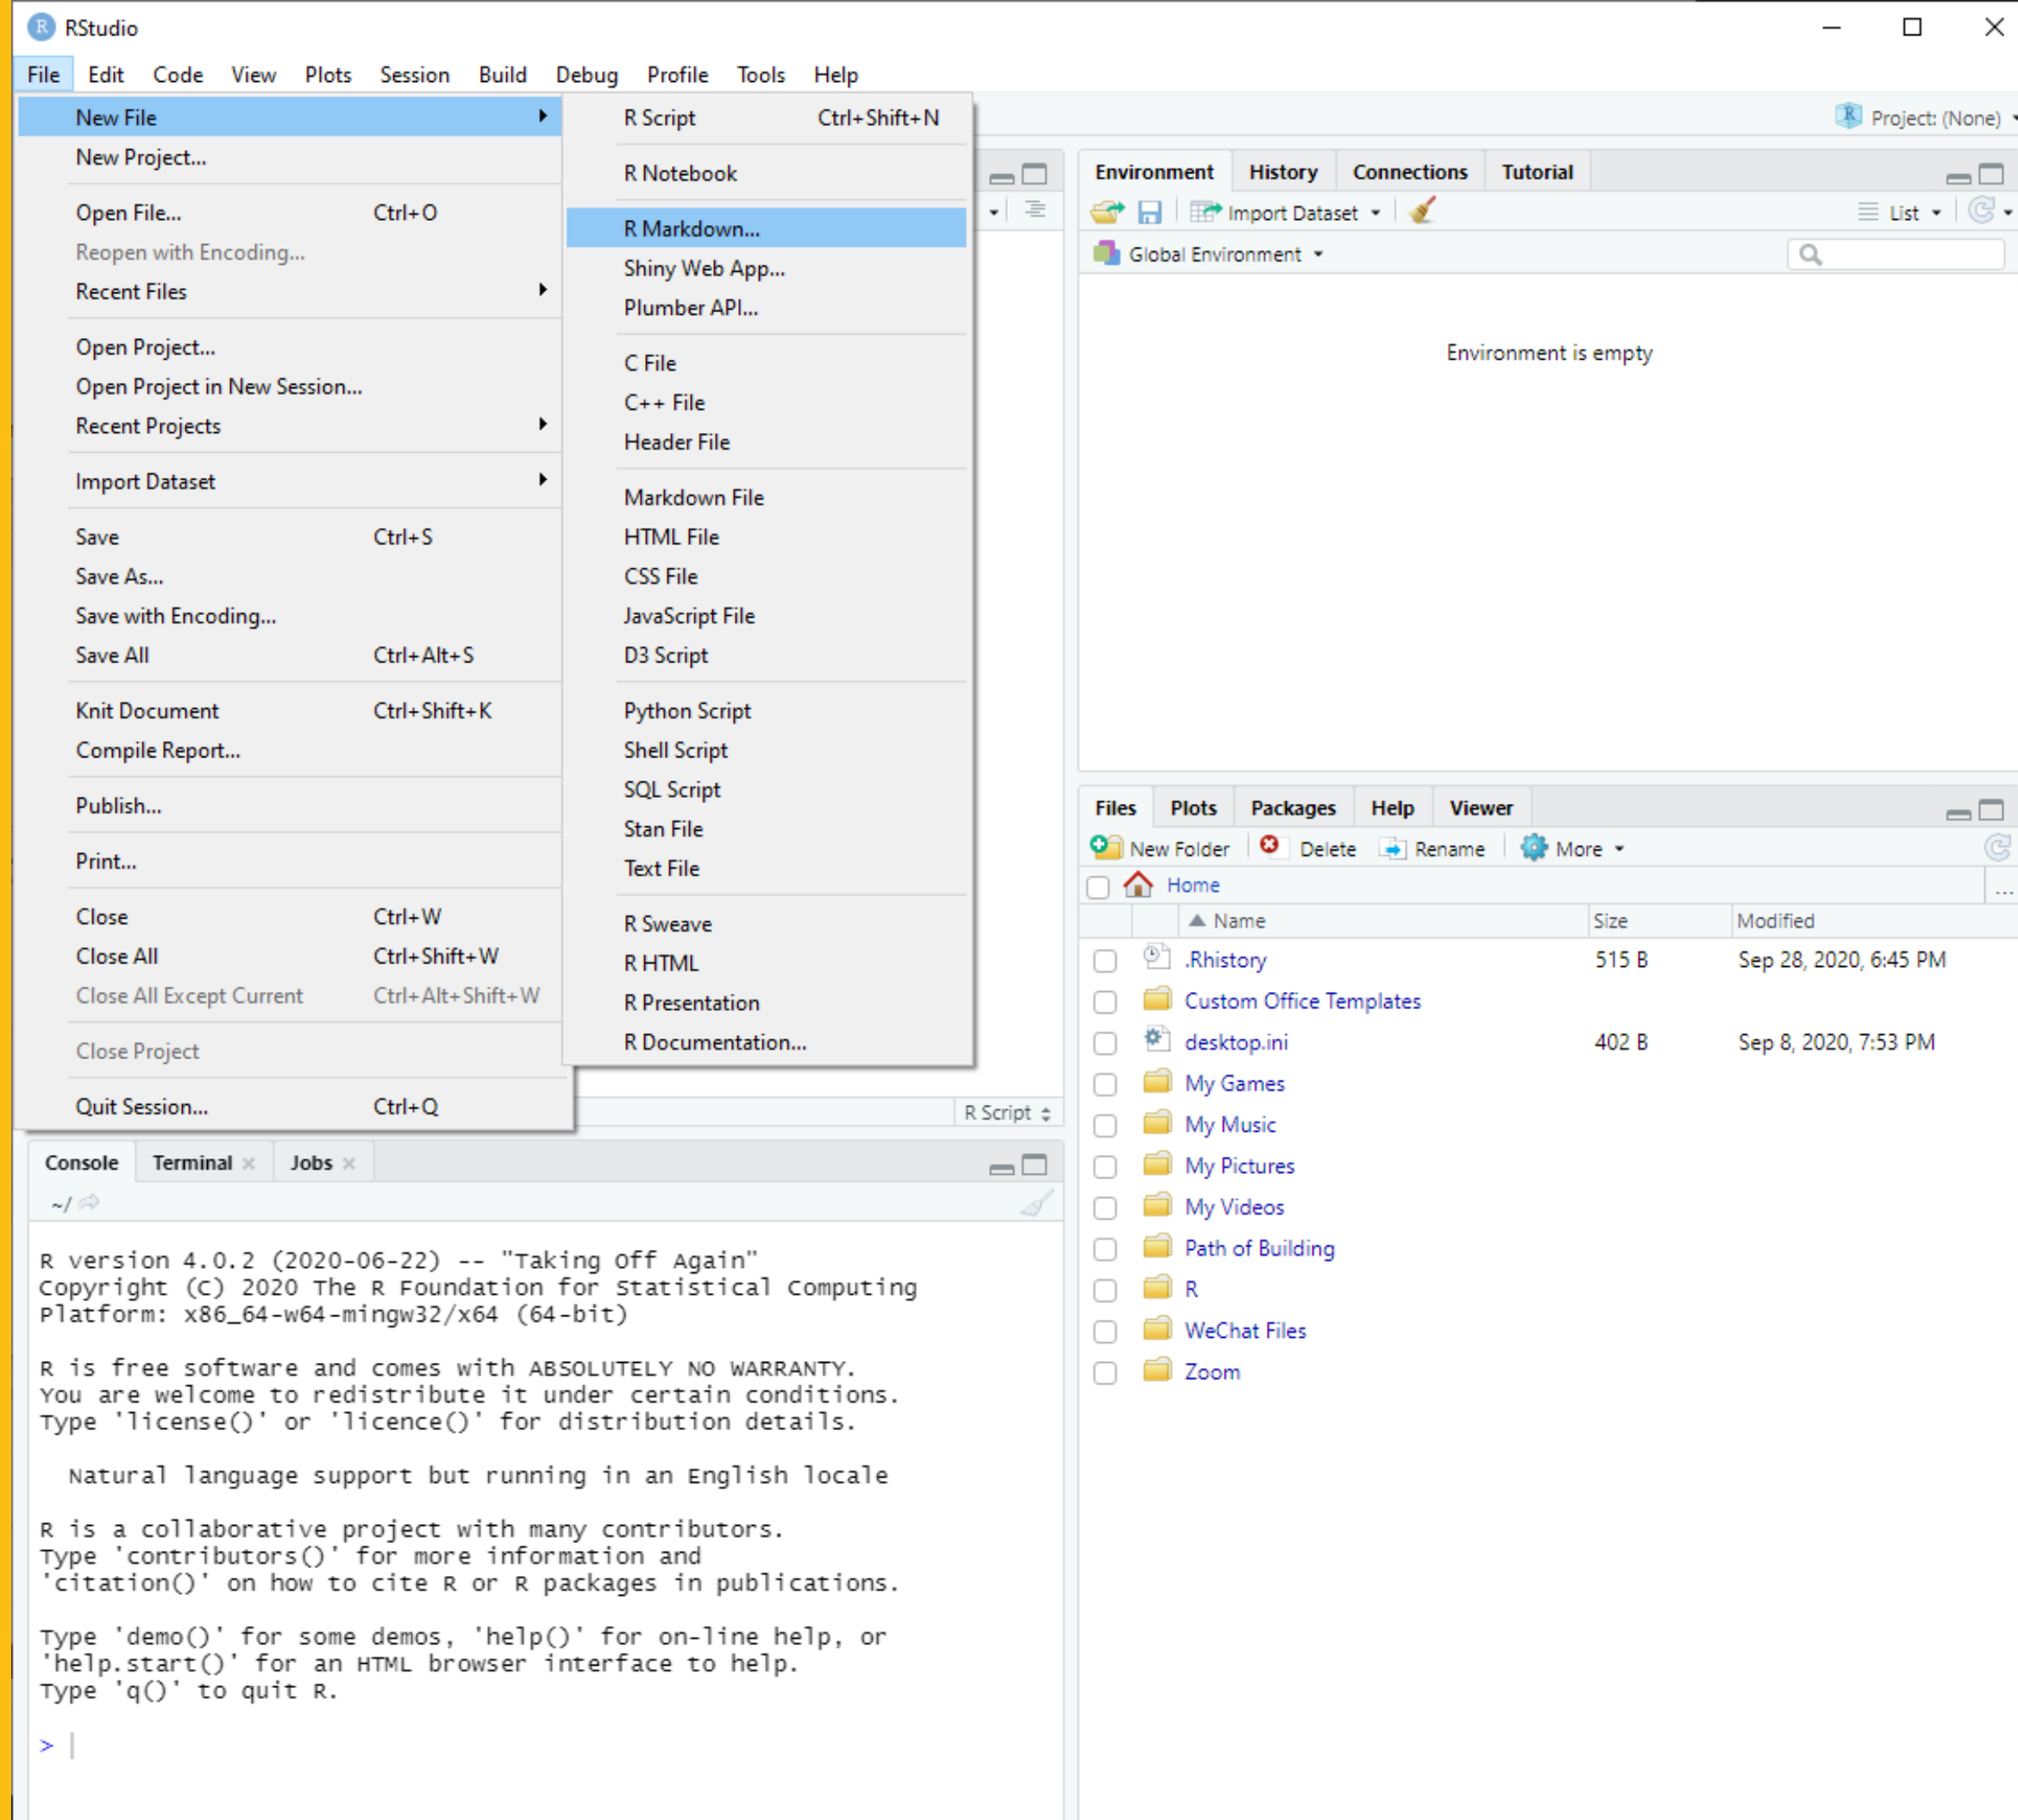 RStudio
File Edit Code View Plots Session Build Debug Profile Tools Help
New File
New Project...
Open File... Ctrl+O
Reopen with Encoding...
Recent Files
Open Project...
Open Project in New Session...
Recent Projects
Import Dataset
Save Ctrl+S
Save As...
Save with Encoding...
Save All Ctrl+Alt+S
Knit Document Ctrl+Shift+K
Compile Report...
Publish...
Print...
Close Ctrl+W
Close All Ctrl+Shift+W
Close All Except Current Ctrl+Alt+Shift+W
Close Project
Quit Session... Ctrl+Q
R Script Ctrl+Shift+N
R Notebook
R Markdown...
Shiny Web App...
Plumber API...
C File
C++ File
Header File
Markdown File
HTML File
CSS File
JavaScript File
D3 Script
Python Script
Shell Script
SQL Script
Stan File
Text File
R Sweave
R HTML
R Presentation
R Documentation...
R Script
Project: (None)
Environment History Connections Tutorial
Import Dataset List
Global Environment
Environment is empty
Files Plots Packages Help Viewer
New Folder Delete Rename More
Home ...
Name Size Modified
.Rhistory 515 B Sep 28, 2020, 6:45 PM
Custom Office Templates
desktop.ini 402 B Sep 8, 2020, 7:53 PM
My Games
My Music
My Pictures
My Videos
Path of Building
R
WeChat Files
Zoom
Console Terminal Jobs
~/
R version 4.0.2 (2020-06-22) -- "Taking Off Again"
Copyright (C) 2020 The R Foundation for Statistical Computing
Platform: x86_64-w64-mingw32/x64 (64-bit)
R is free software and comes with ABSOLUTELY NO WARRANTY.
You are welcome to redistribute it under certain conditions.
Type 'license()' or 'licence()' for distribution details.
Natural language support but running in an English locale
R is a collaborative project with many contributors.
Type 'contributors()' for more information and
'citation()' on how to cite R or R packages in publications.
Type 'demo()' for some demos, 'help()' for on-line help, or
'help.start()' for an HTML browser interface to help.
Type 'q()' to quit R.
>